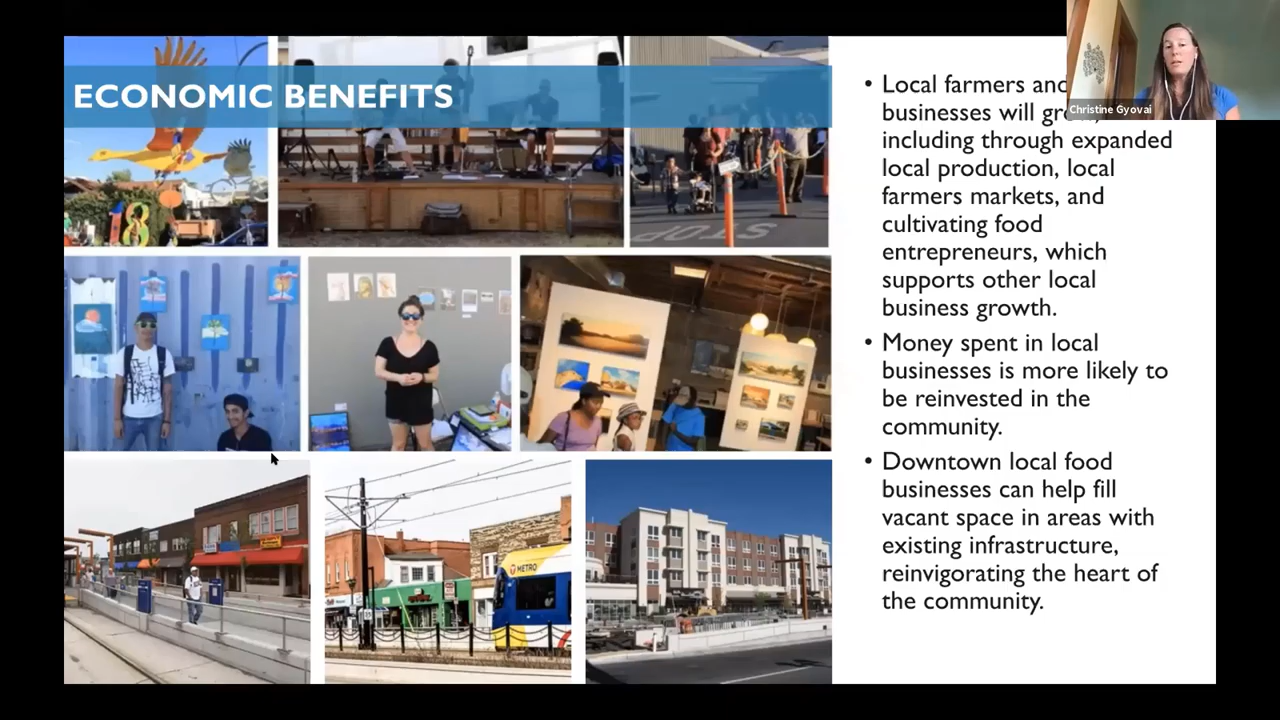 ECONOMIC BENEFITS
Christine Gyovai
• Local farmers and
businesses will
including through expanded
local production, local
farmers markets, and
cultivating food
entrepreneurs, which
supports other local
business growth.
• Money spent in local
businesses is more likely to
be reinvested in the
community.
• Downtown local food
businesses can help fill
vacant space in areas with
existing infrastructure,
reinvigorating the heart of
the community.
18
STOP
METRO